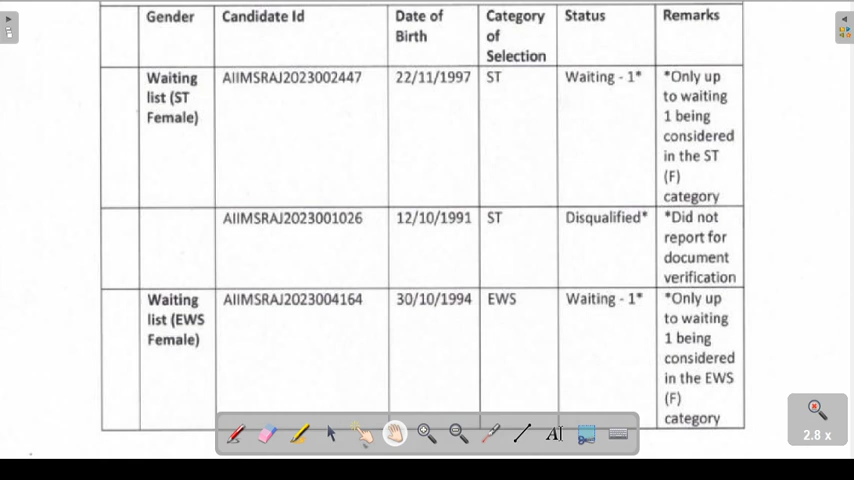 Gender Candidate Id Date of Birth Category of Selection Status Remarks
Waiting list (ST Female) AIIMSRAJ2023002447 22/11/1997 ST Waiting - 1* *Only up to waiting 1 being considered in the ST (F) category
AIIMSRAJ2023001026 12/10/1991 ST Disqualified* *Did not report for document verification
Waiting list (EWS Female) AIIMSRAJ2023004164 30/10/1994 EWS Waiting - 1* *Only up to waiting 1 being considered in the EWS (F) category
2.8 x